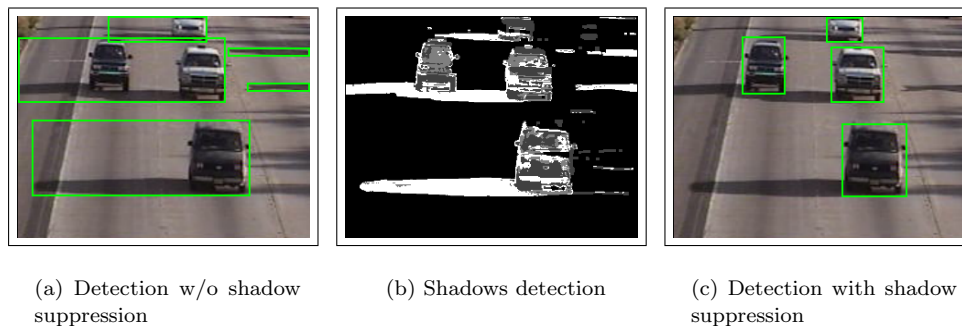 (a) Detection w/o shadow
suppression
(b) Shadows detection
(c) Detection with shadow
suppression